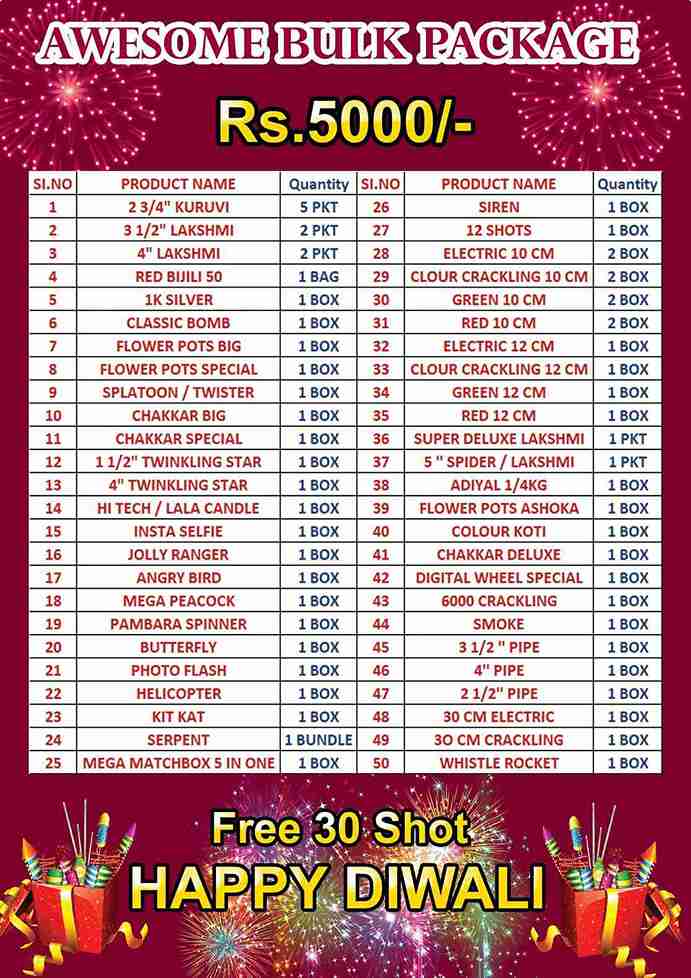 AWESOME BULK PACKAGE
Rs.5000/-
SI.NO PRODUCT NAME Quantity SI.NO PRODUCT NAME Quantity
1 2 3/4" KURUVI 5 PKT 26 SIREN 1 BOX
2 3 1/2" LAKSHMI 2 PKT 27 12 SHOTS 1 BOX
3 4" LAKSHMI 2 PKT 28 ELECTRIC 10 CM 2 BOX
4 RED BIJILI 50 1 BAG 29 CLOUR CRACKLING 10 CM 2 BOX
5 1K SILVER 1 BOX 30 GREEN 10 CM 2 BOX
6 CLASSIC BOMB 1 BOX 31 RED 10 CM 2 BOX
7 FLOWER POTS BIG 1 BOX 32 ELECTRIC 12 CM 1 BOX
8 FLOWER POTS SPECIAL 1 BOX 33 CLOUR CRACKLING 12 CM 1 BOX
9 SPLATOON / TWISTER 1 BOX 34 GREEN 12 CM 1 BOX
10 CHAKKAR BIG 1 BOX 35 RED 12 CM 1 BOX
11 CHAKKAR SPECIAL 1 BOX 36 SUPER DELUXE LAKSHMI 1 PKT
12 1 1/2" TWINKLING STAR 1 BOX 37 5 " SPIDER / LAKSHMI 1 PKT
13 4" TWINKLING STAR 1 BOX 38 ADIYAL 1/4KG 1 BOX
14 HI TECH / LALA CANDLE 1 BOX 39 FLOWER POTS ASHOKA 1 BOX
15 INSTA SELFIE 1 BOX 40 COLOUR KOTI 1 BOX
16 JOLLY RANGER 1 BOX 41 CHAKKAR DELUXE 1 BOX
17 ANGRY BIRD 1 BOX 42 DIGITAL WHEEL SPECIAL 1 BOX
18 MEGA PEACOCK 1 BOX 43 6000 CRACKLING 1 BOX
19 PAMBARA SPINNER 1 BOX 44 SMOKE 1 BOX
20 BUTTERFLY 1 BOX 45 3 1/2 " PIPE 1 BOX
21 PHOTO FLASH 1 BOX 46 4" PIPE 1 BOX
22 HELICOPTER 1 BOX 47 2 1/2" PIPE 1 BOX
23 KIT KAT 1 BOX 48 30 CM ELECTRIC 1 BOX
24 SERPENT 1 BUNDLE 49 3O CM CRACKLING 1 BOX
25 MEGA MATCHBOX 5 IN ONE 1 BOX 50 WHISTLE ROCKET 1 BOX
Free 30 Shot
HAPPY DIWALI